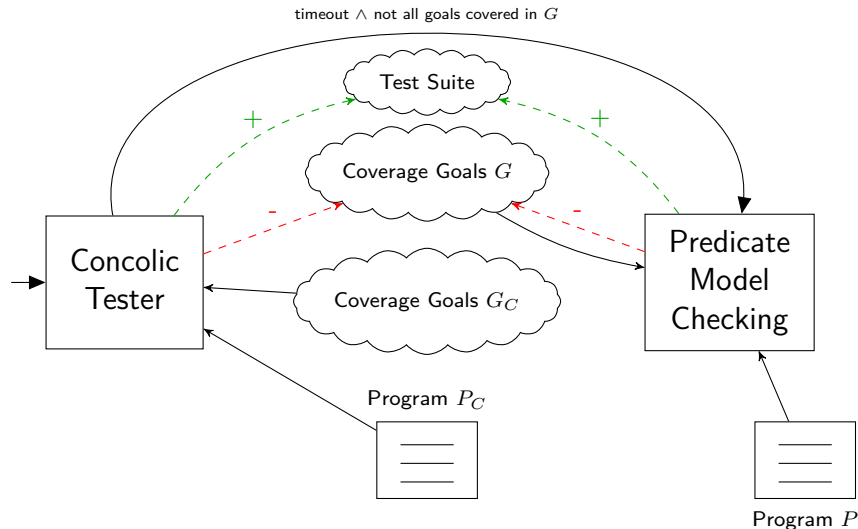 timeout ∧ not all goals covered in G
Test Suite
+
+
Coverage Goals G
-
-
Concolic
Tester
Predicate
Model
Checking
Coverage Goals G_C
Program P_C
Program P